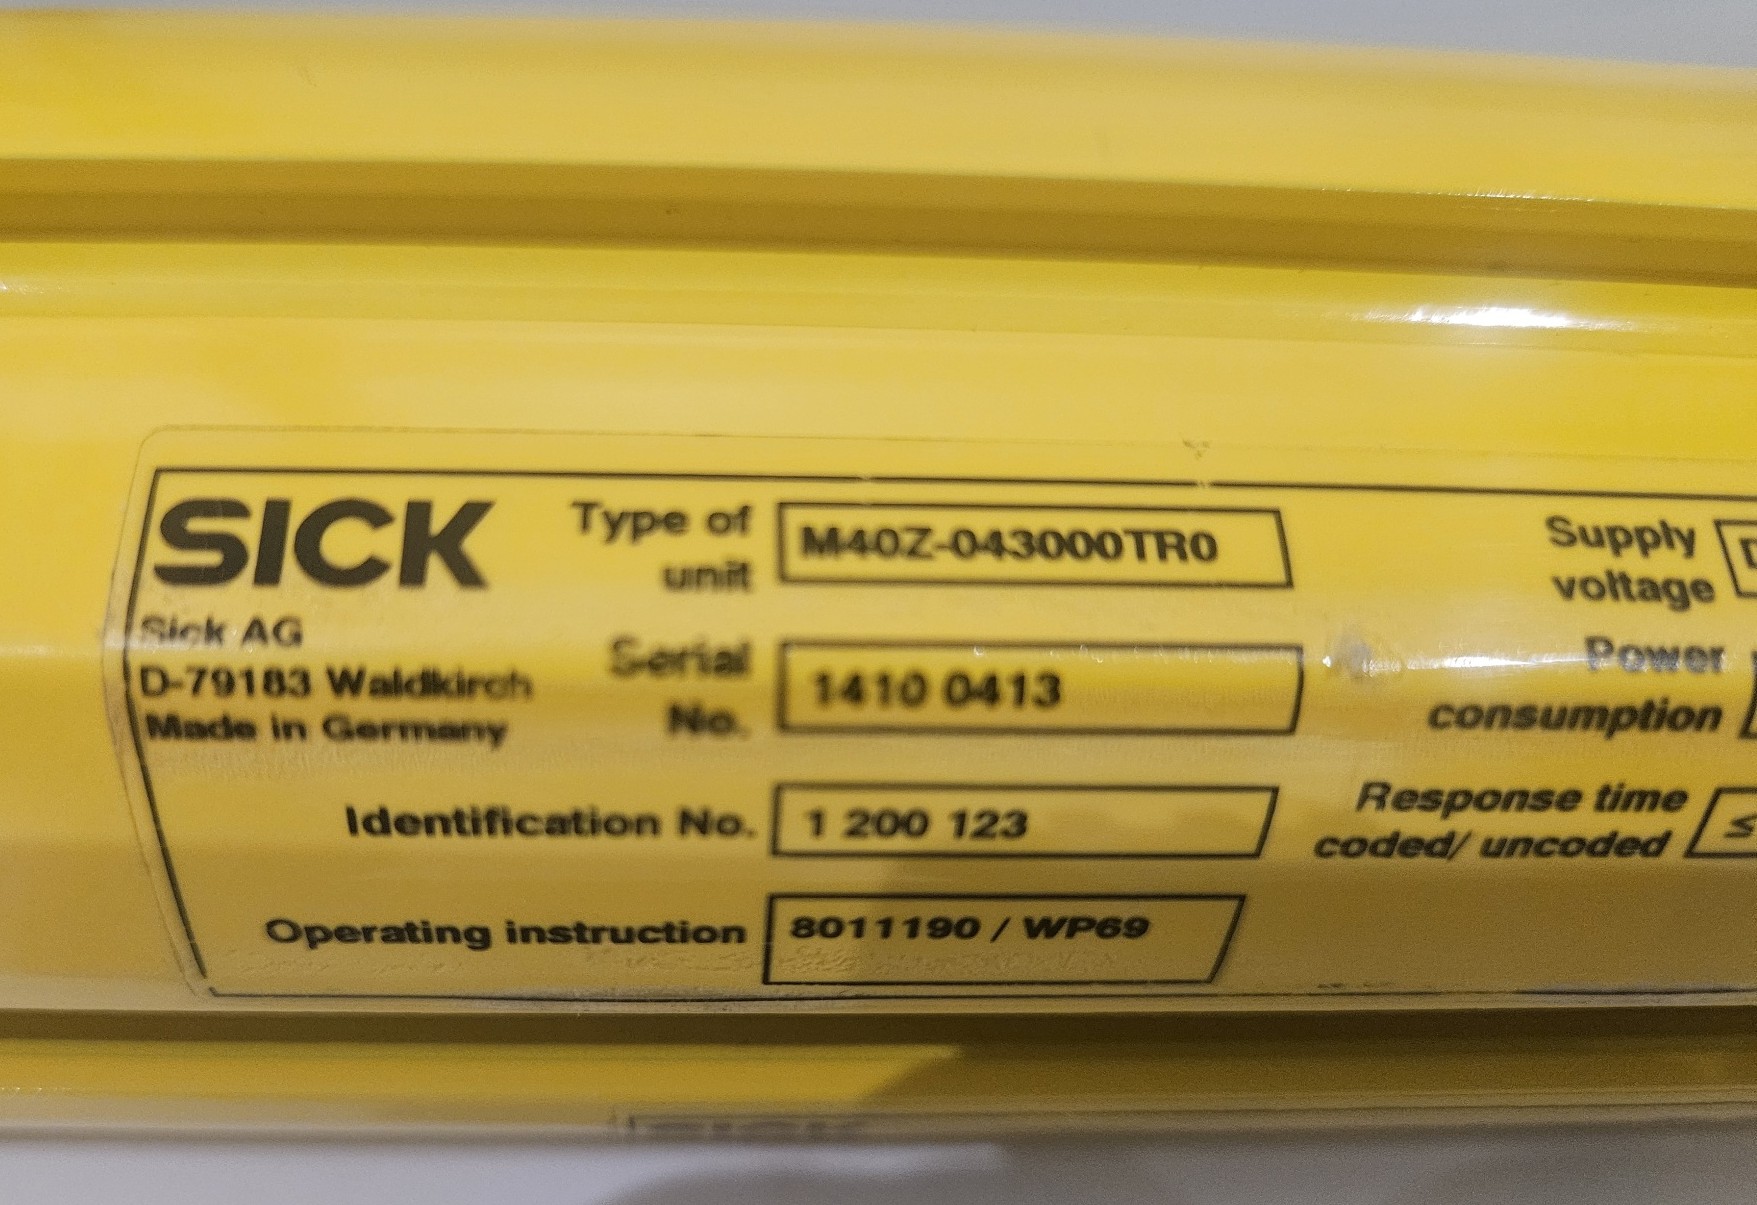 SICK
Sick AG
D-79183 Waldkirch
Made in Germany
Type of
unit
M40Z-043000TR0
Serial
No.
1410 0413
Identification No.
1 200 123
Operating instruction
8011190 / WP69
Supply
voltage
Power
consumption
Response time
coded/ uncoded
≤
SICK